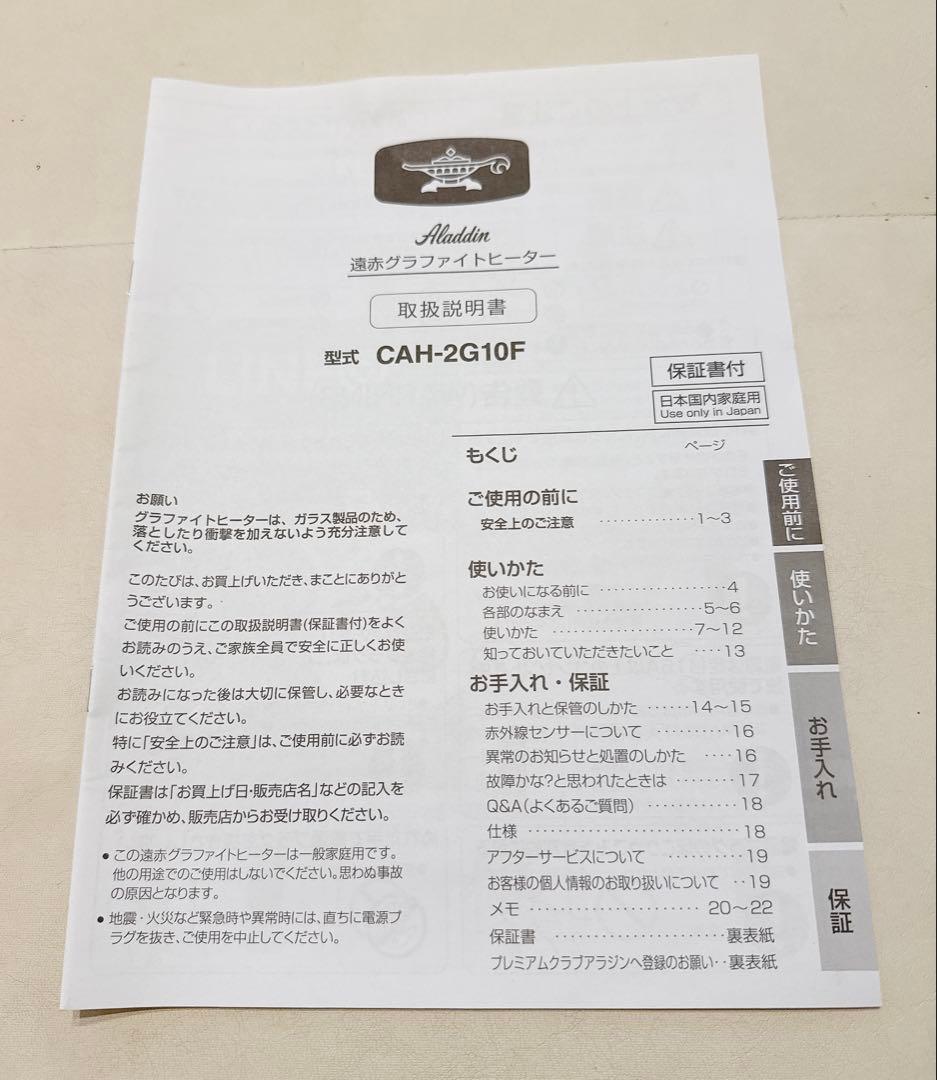 Aladdin
遠赤グラファイトヒーター
取扱説明書
型式 CAH-2G10F
保証書付
日本国内家庭用
Use only in Japan
お願い
グラファイトヒーターは、ガラス製品のため、
落としたり衝撃を加えないよう充分注意して
ください。
このたびは、お買上げいただき、まことにありがと
うございます。
ご使用の前にこの取扱説明書(保証書付)をよく
お読みのうえ、ご家族全員で安全に正しくお使
いください。
お読みになった後は大切に保管し、必要なとき
にお役立てください。
特に「安全上のご注意」は、ご使用前に必ずお読
みください。
保証書は「お買上げ日・販売店名」などの記入を
必ず確かめ、販売店からお受け取りください。
● この遠赤グラファイトヒーターは一般家庭用です。
他の用途でのご使用はしないでください。思わぬ事故
の原因となります。
● 地震・火災など緊急時や異常時には、直ちに電源プ
ラグを抜き、ご使用を中止してください。
もくじ ページ
ご使用の前に
安全上のご注意 ・・・・・・・・・・・・・・1～3
使いかた
お使いになる前に ・・・・・・・・・・・・・・・・・・4
各部のなまえ ・・・・・・・・・・・・・・・・・・5～6
使いかた ・・・・・・・・・・・・・・・・・・・・7～12
知っておいていただきたいこと ・・・・13
お手入れ・保証
お手入れと保管のしかた ・・・・・・14～15
赤外線センサーについて ・・・・・・・・・・16
異常のお知らせと処置のしかた ・・・・16
故障かな?と思われたときは ・・・・・・・・17
Q&A(よくあるご質問) ・・・・・・・・・・・18
仕様 ・・・・・・・・・・・・・・・・・・・・・・・・・・18
アフターサービスについて ・・・・・・・・・・19
お客様の個人情報のお取り扱いについて ・・19
メモ ・・・・・・・・・・・・・・・・・・・・・ 20～22
保証書 ・・・・・・・・・・・・・・・・・・・・・裏表紙
プレミアムクラブアラジンへ登録のお願い・・裏表紙
ご使用前に
使いかた
お手入れ
保証